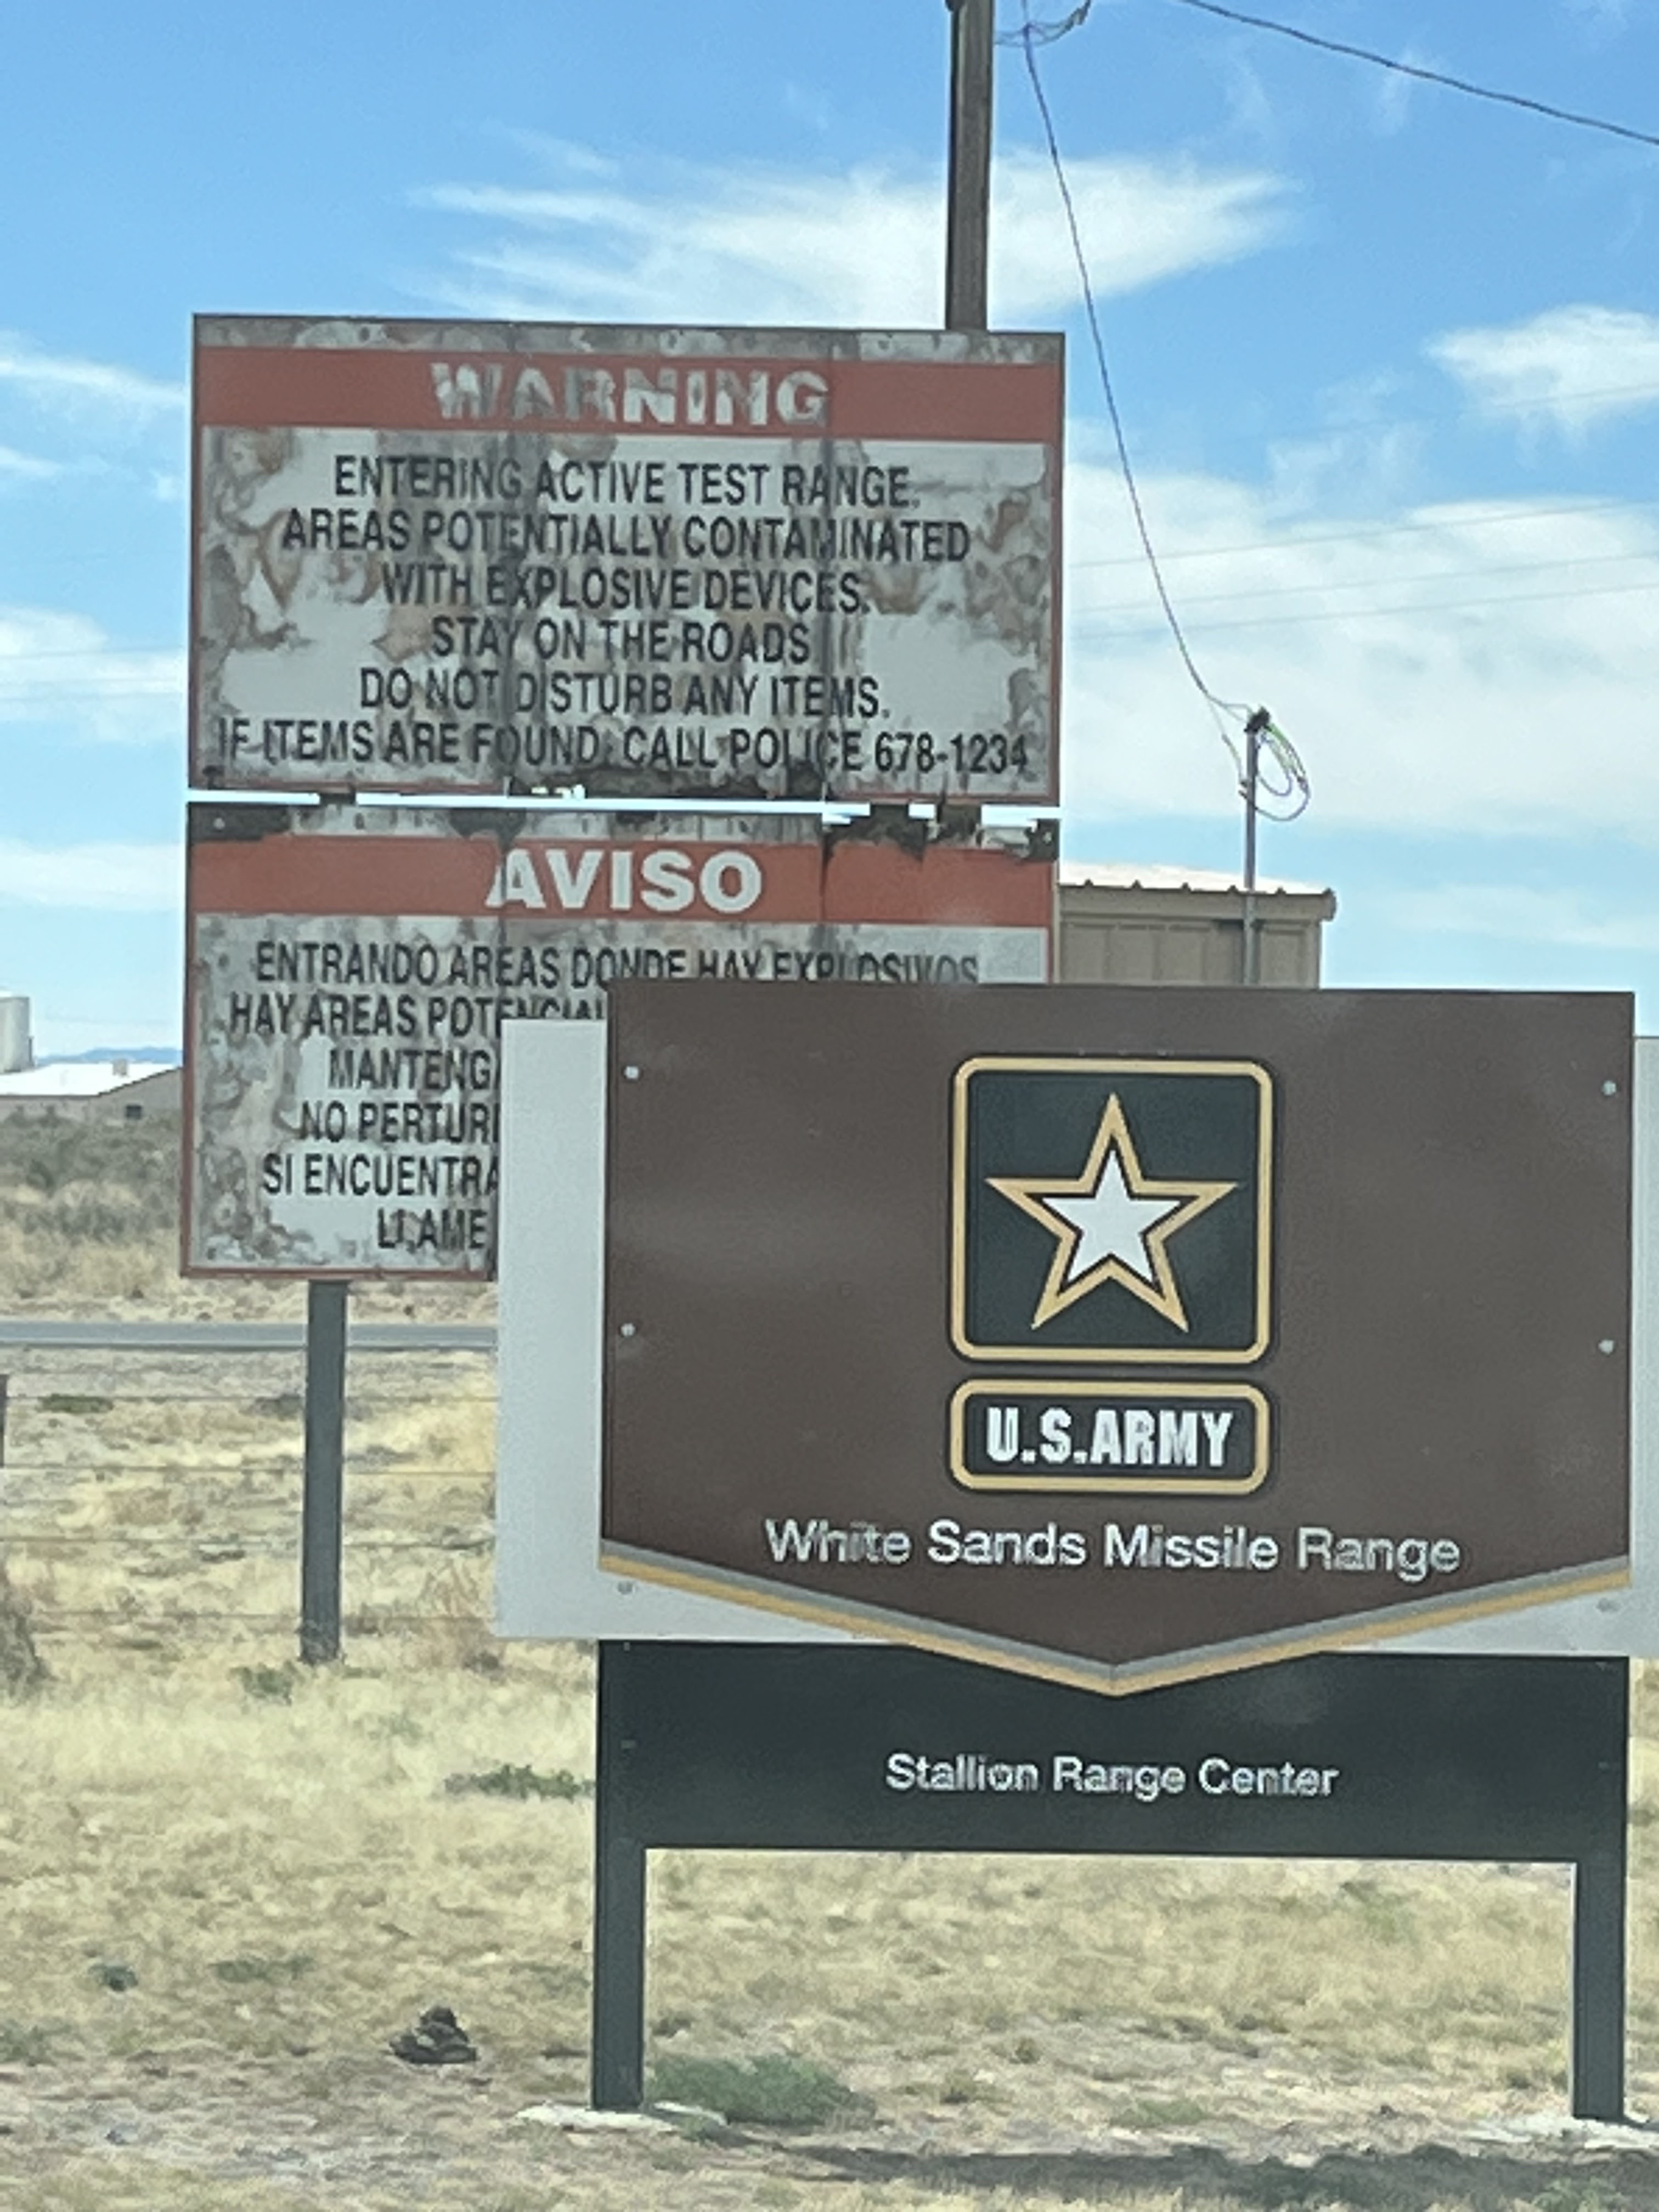 WARNING
ENTERING ACTIVE TEST RANGE.
AREAS POTENTIALLY CONTAMINATED
WITH EXPLOSIVE DEVICES.
STAY ON THE ROADS
DO NOT DISTURB ANY ITEMS.
IF ITEMS ARE FOUND, CALL POLICE 678-1234
AVISO
ENTRANDO AREAS DONDE HAY EXPLOSIVOS
HAY AREAS
NO
SI
LLAME
U.S.ARMY
White Sands Missile Range
Stallion Range Center